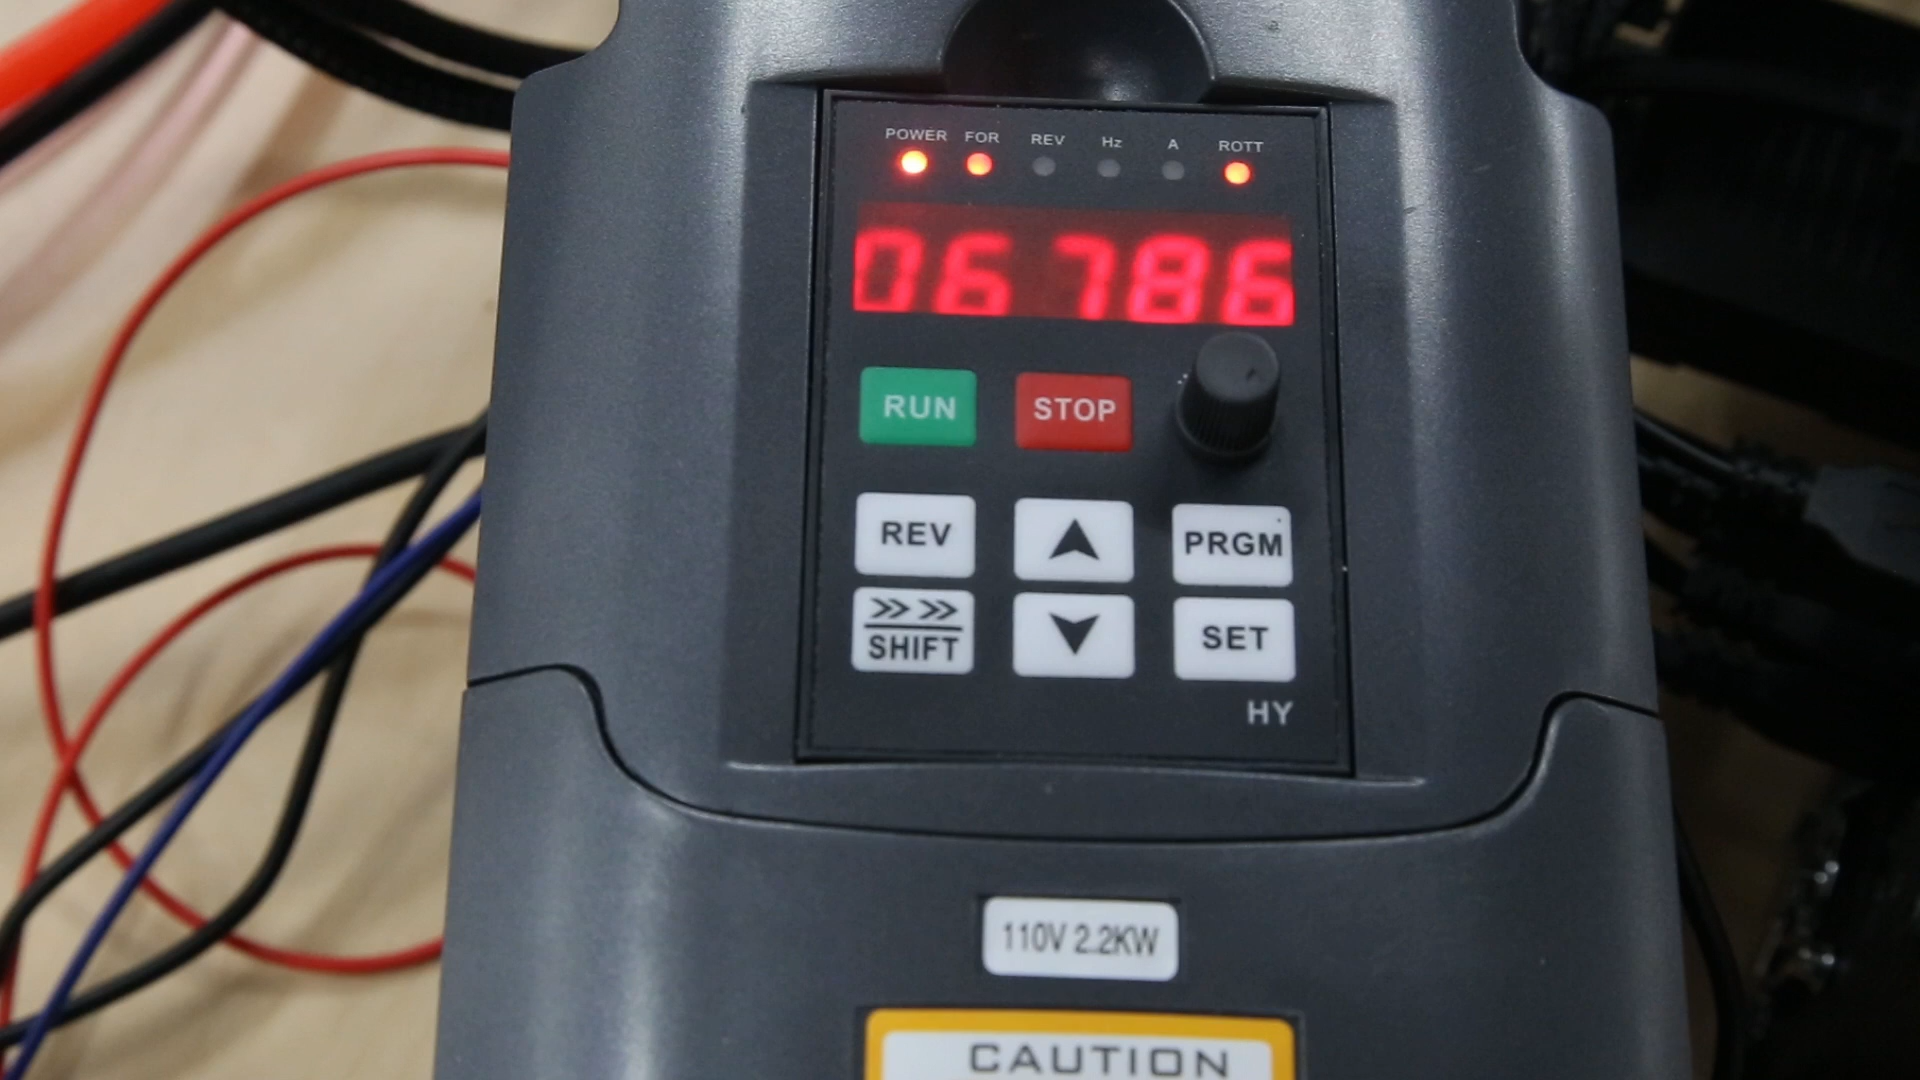 POWER FOR REV Hz A ROTT
06786
RUN STOP
REV PRGM
SHIFT SET
HY
110V 2.2KW
CAUTION